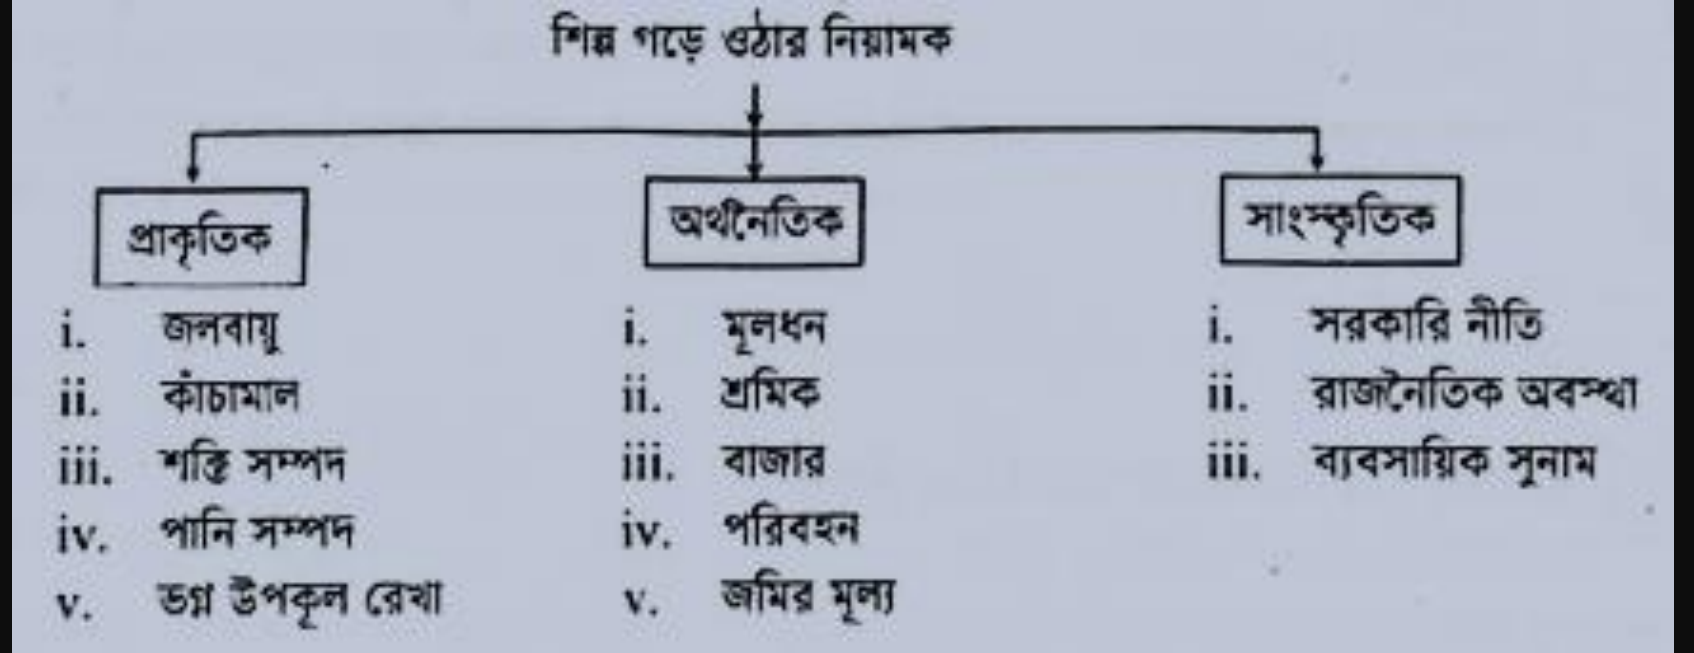 শিল্প গড়ে ওঠার নিয়ামক
প্রাকৃতিক
i. জলবায়ু
ii. কাঁচামাল
iii. শক্তি সম্পদ
iv. পানি সম্পদ
v. ভগ্ন উপকূল রেখা
অর্থনৈতিক
i. মূলধন
ii. শ্রমিক
iii. বাজার
iv. পরিবহন
v. জমির মূল্য
সাংস্কৃতিক
i. সরকারি নীতি
ii. রাজনৈতিক অবস্থা
iii. ব্যবসায়িক সুনাম